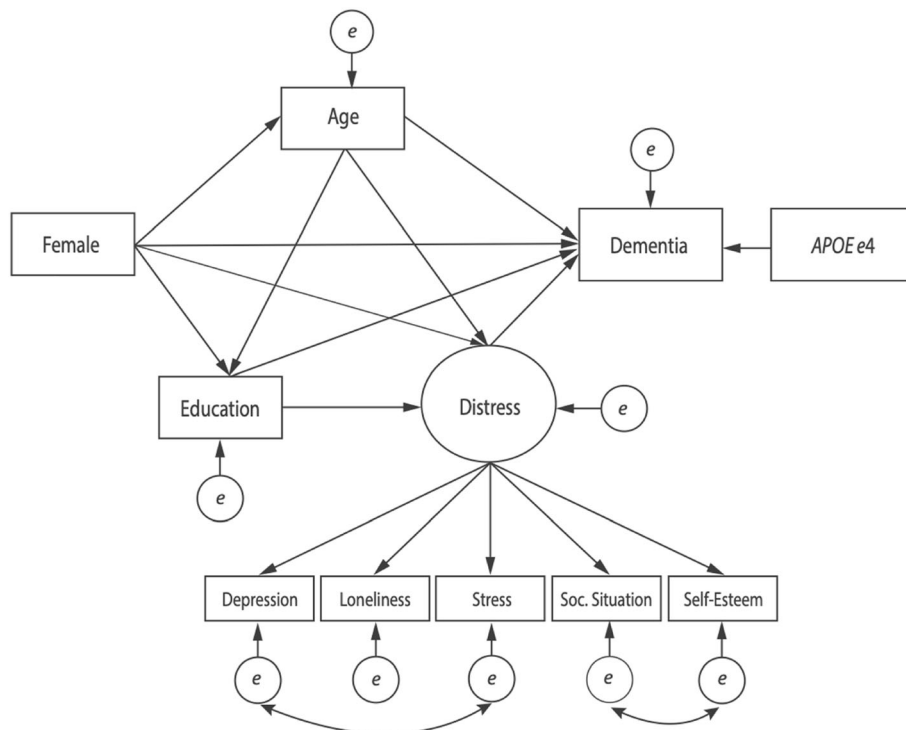 e
Age
e
Female
Dementia
APOE e4
Education
Distress
e
e
Depression
Loneliness
Stress
Soc. Situation
Self-Esteem
e
e
e
e
e